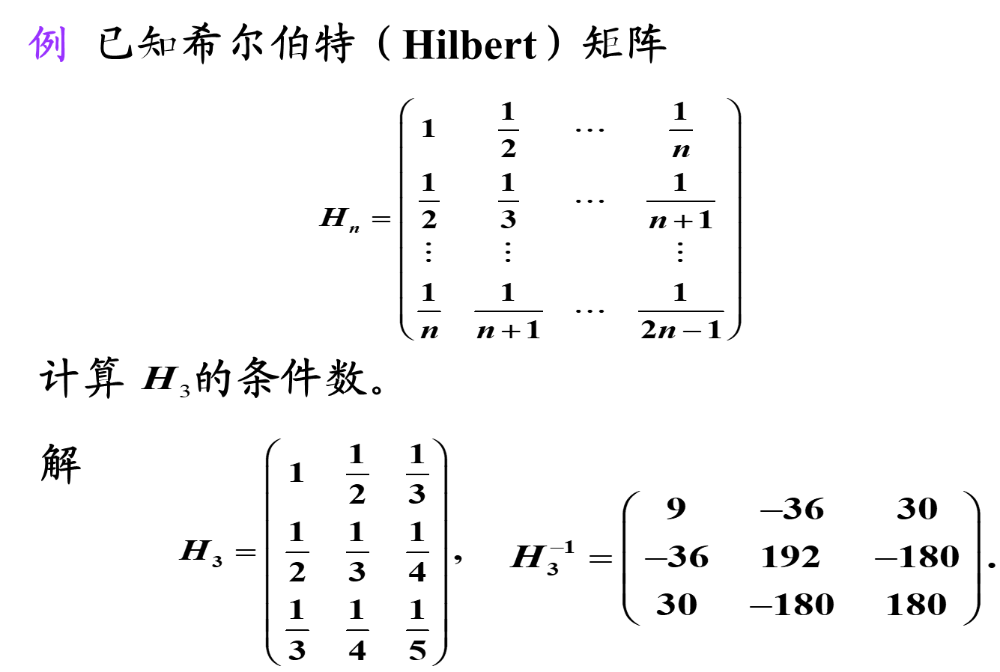 例 已知希尔伯特（Hilbert）矩阵
H_n = \begin{pmatrix} 1 & \frac{1}{2} & \cdots & \frac{1}{n} \\ \frac{1}{2} & \frac{1}{3} & \cdots & \frac{1}{n+1} \\ \vdots & \vdots & & \vdots \\ \frac{1}{n} & \frac{1}{n+1} & \cdots & \frac{1}{2n-1} \end{pmatrix}
计算 H_3的条件数。
解
H_3 = \begin{pmatrix} 1 & \frac{1}{2} & \frac{1}{3} \\ \frac{1}{2} & \frac{1}{3} & \frac{1}{4} \\ \frac{1}{3} & \frac{1}{4} & \frac{1}{5} \end{pmatrix}, H_3^{-1} = \begin{pmatrix} 9 & -36 & 30 \\ -36 & 192 & -180 \\ 30 & -180 & 180 \end{pmatrix}.